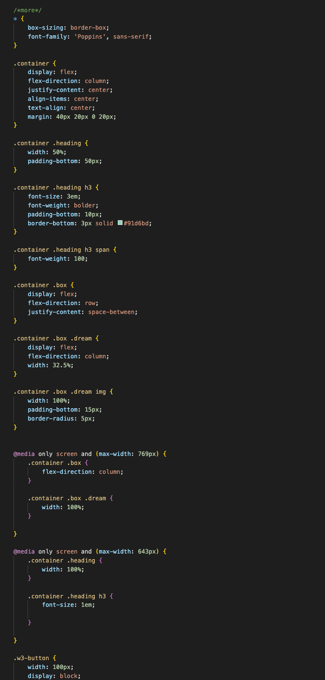 /*more*/
* {
box-sizing: border-box;
font-family: 'Poppins', sans-serif;
}
.container {
display: flex;
flex-direction: column;
justify-content: center;
align-items: center;
text-align: center;
margin: 40px 20px 0 20px;
}
.container .heading {
width: 50%;
padding-bottom: 50px;
}
.container .heading h3 {
font-size: 3em;
font-weight: bolder;
padding-bottom: 10px;
border-bottom: 3px solid #91d6bd;
}
.container .heading h3 span {
font-weight: 100;
}
.container .box {
display: flex;
flex-direction: row;
justify-content: space-between;
}
.container .box .dream {
display: flex;
flex-direction: column;
width: 32.5%;
}
.container .box .dream img {
width: 100%;
padding-bottom: 15px;
border-radius: 5px;
}
@media only screen and (max-width: 769px) {
.container .box {
flex-direction: column;
}
.container .box .dream {
width: 100%;
}
}
@media only screen and (max-width: 643px) {
.container .heading {
width: 100%;
}
.container .heading h3 {
font-size: 1em;
}
}
.w3-button {
width: 100px;
display: block;